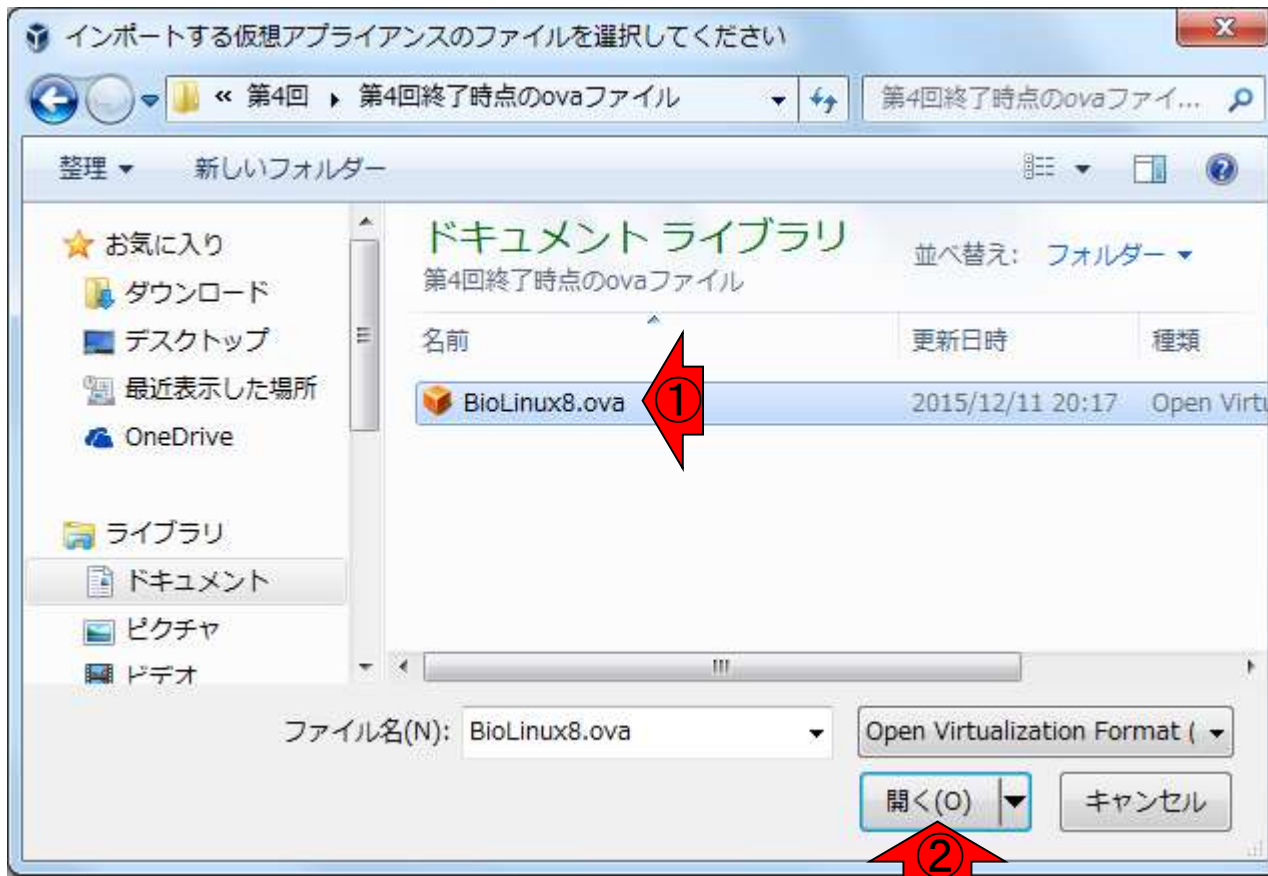 インポートする仮想アプライアンスのファイルを選択してください
« 第4回 ▸ 第4回終了時点のovaファイル
第4回終了時点のovaファイ...
整理 ▼ 新しいフォルダー
お気に入り
ダウンロード
デスクトップ
最近表示した場所
OneDrive
ライブラリ
ドキュメント
ピクチャ
ビデオ
ドキュメント ライブラリ
第4回終了時点のovaファイル
並べ替え: フォルダー ▼
名前 更新日時 種類
BioLinux8.ova ① 2015/12/11 20:17 Open Virtu
ファイル名(N): BioLinux8.ova Open Virtualization Format (
開く(O) キャンセル
②